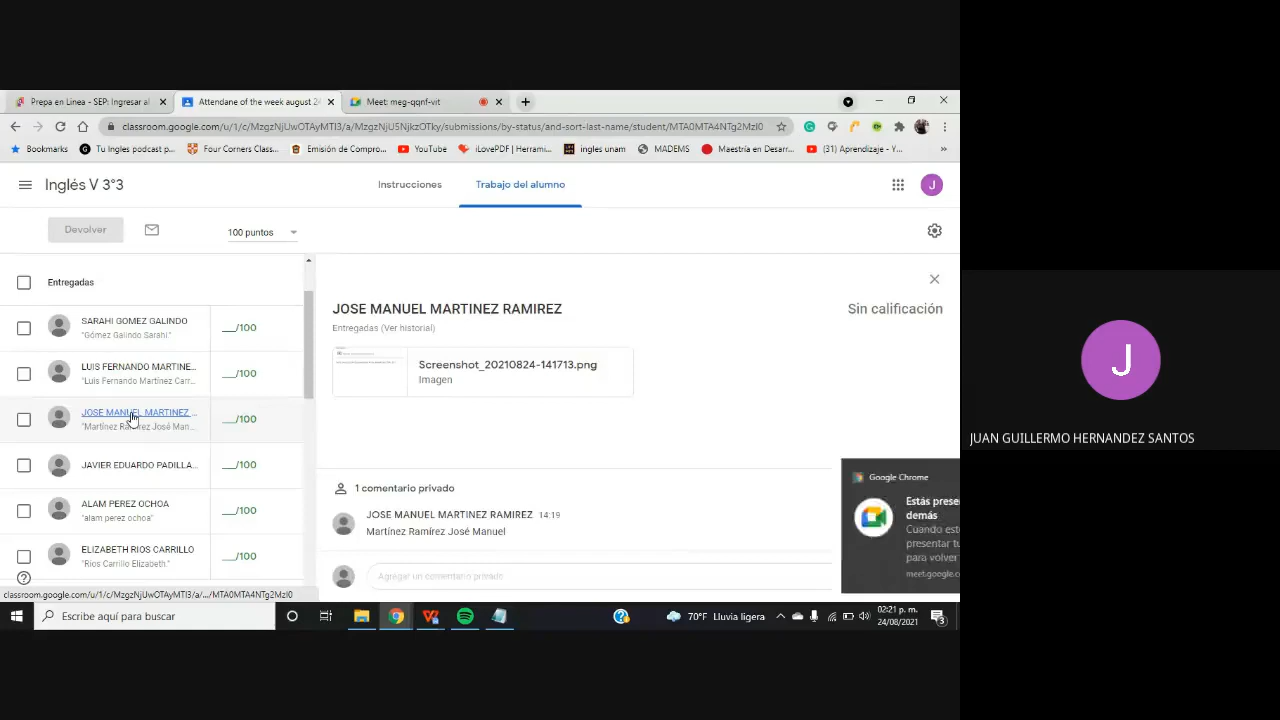 Prepa en Linea - SEP: Ingresar al
Attendane of the week august 24
Meet: meg-qqnf-vit
classroom.google.com/u/1/c/MzgzNjUwOTAyMTI3/a/MzgzNjU5NjkzOTky/submissions/by-status/and-sort-last-name/student/MTA0MTA4NTg2MzI0
Bookmarks
Tu Ingles podcast p...
Four Corners Class...
Emisión de Compro...
YouTube
iLovePDF | Herrami...
ingles unam
MADEMS
Maestría en Desarr...
(31) Aprendizaje - Y...
»
Inglés V 3°3
Instrucciones
Trabajo del alumno
J
Devolver
100 puntos
Entregadas
SARAHI GOMEZ GALINDO
"Gómez Galindo Sarahi."
__/100
LUIS FERNANDO MARTINE...
"Luis Fernando Martínez Carr...
__/100
JOSE MANUEL MARTINEZ ...
"Martínez Ramírez José Man...
__/100
JAVIER EDUARDO PADILLA...
__/100
ALAM PEREZ OCHOA
"alam perez ochoa"
__/100
ELIZABETH RIOS CARRILLO
"Rios Carrillo Elizabeth."
__/100
JOSE MANUEL MARTINEZ RAMIREZ
Sin calificación
Entregadas (Ver historial)
Screenshot_20210824-141713.png
Imagen
1 comentario privado
JOSE MANUEL MARTINEZ RAMIREZ 14:19
Martínez Ramírez José Manuel
Agregar un comentario privado
Google Chrome
Estás prese
demás
Cuando est
presentar tu
para volver
meet.google.c
classroom.google.com/u/1/c/MzgzNjUwOTAyMTI3/a/.../MTA0MTA4NTg2MzI0
Escribe aquí para buscar
70°F Lluvia ligera
02:21 p. m.
24/08/2021
3
J
JUAN GUILLERMO HERNANDEZ SANTOS